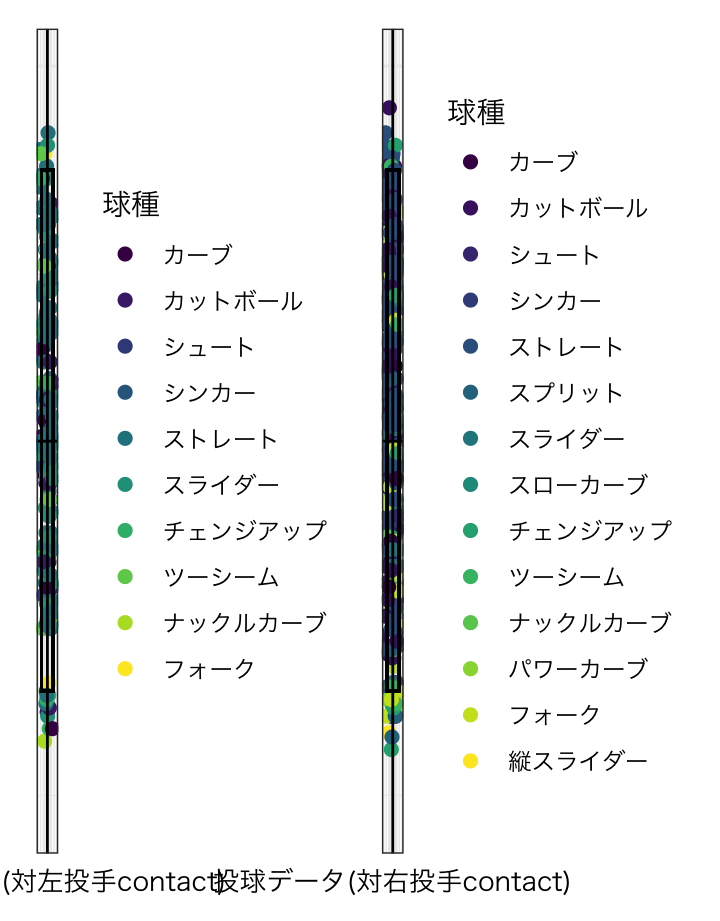 球種
カーブ
カットボール
シュート
シンカー
ストレート
スライダー
チェンジアップ
ツーシーム
ナックルカーブ
フォーク
球種
カーブ
カットボール
シュート
シンカー
ストレート
スプリット
スライダー
スローカーブ
チェンジアップ
ツーシーム
ナックルカーブ
パワーカーブ
フォーク
縦スライダー
(対左投手contact)
投球データ(対右投手contact)